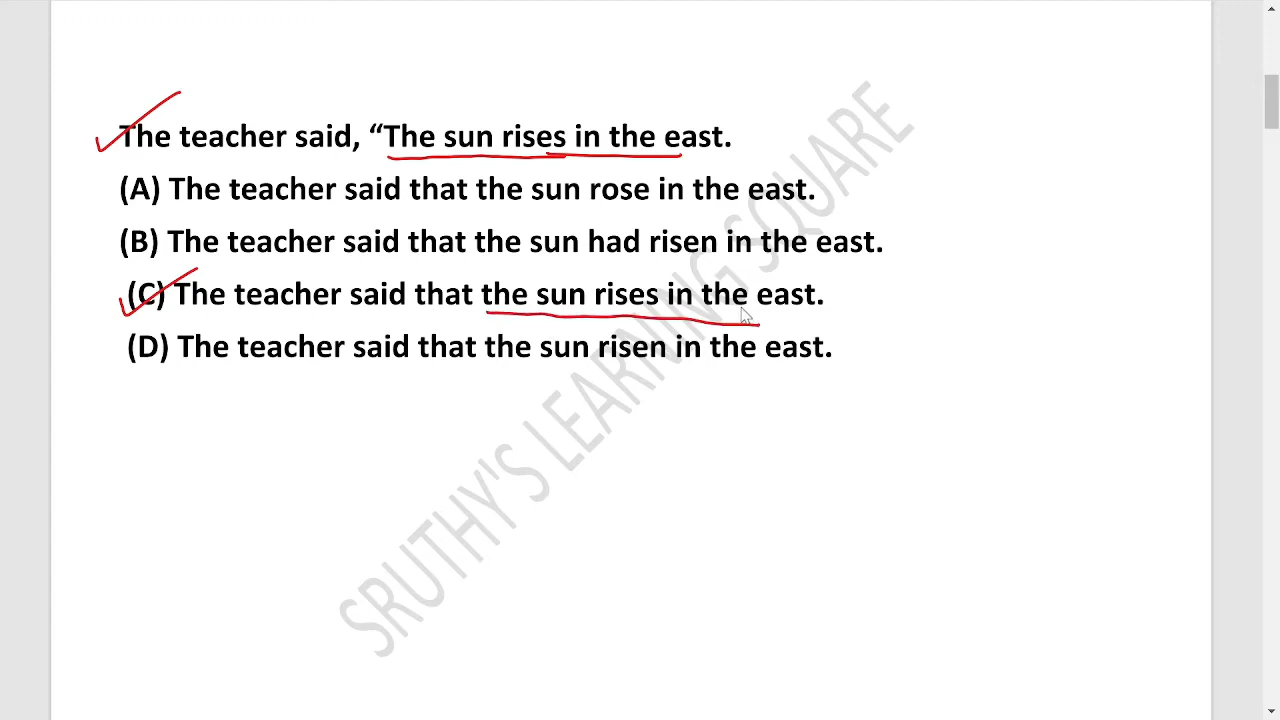 The teacher said, “The sun rises in the east.
(A) The teacher said that the sun rose in the east.
(B) The teacher said that the sun had risen in the east.
(C) The teacher said that the sun rises in the east.
(D) The teacher said that the sun risen in the east.
SRUTHY'S LEARNING SQUARE